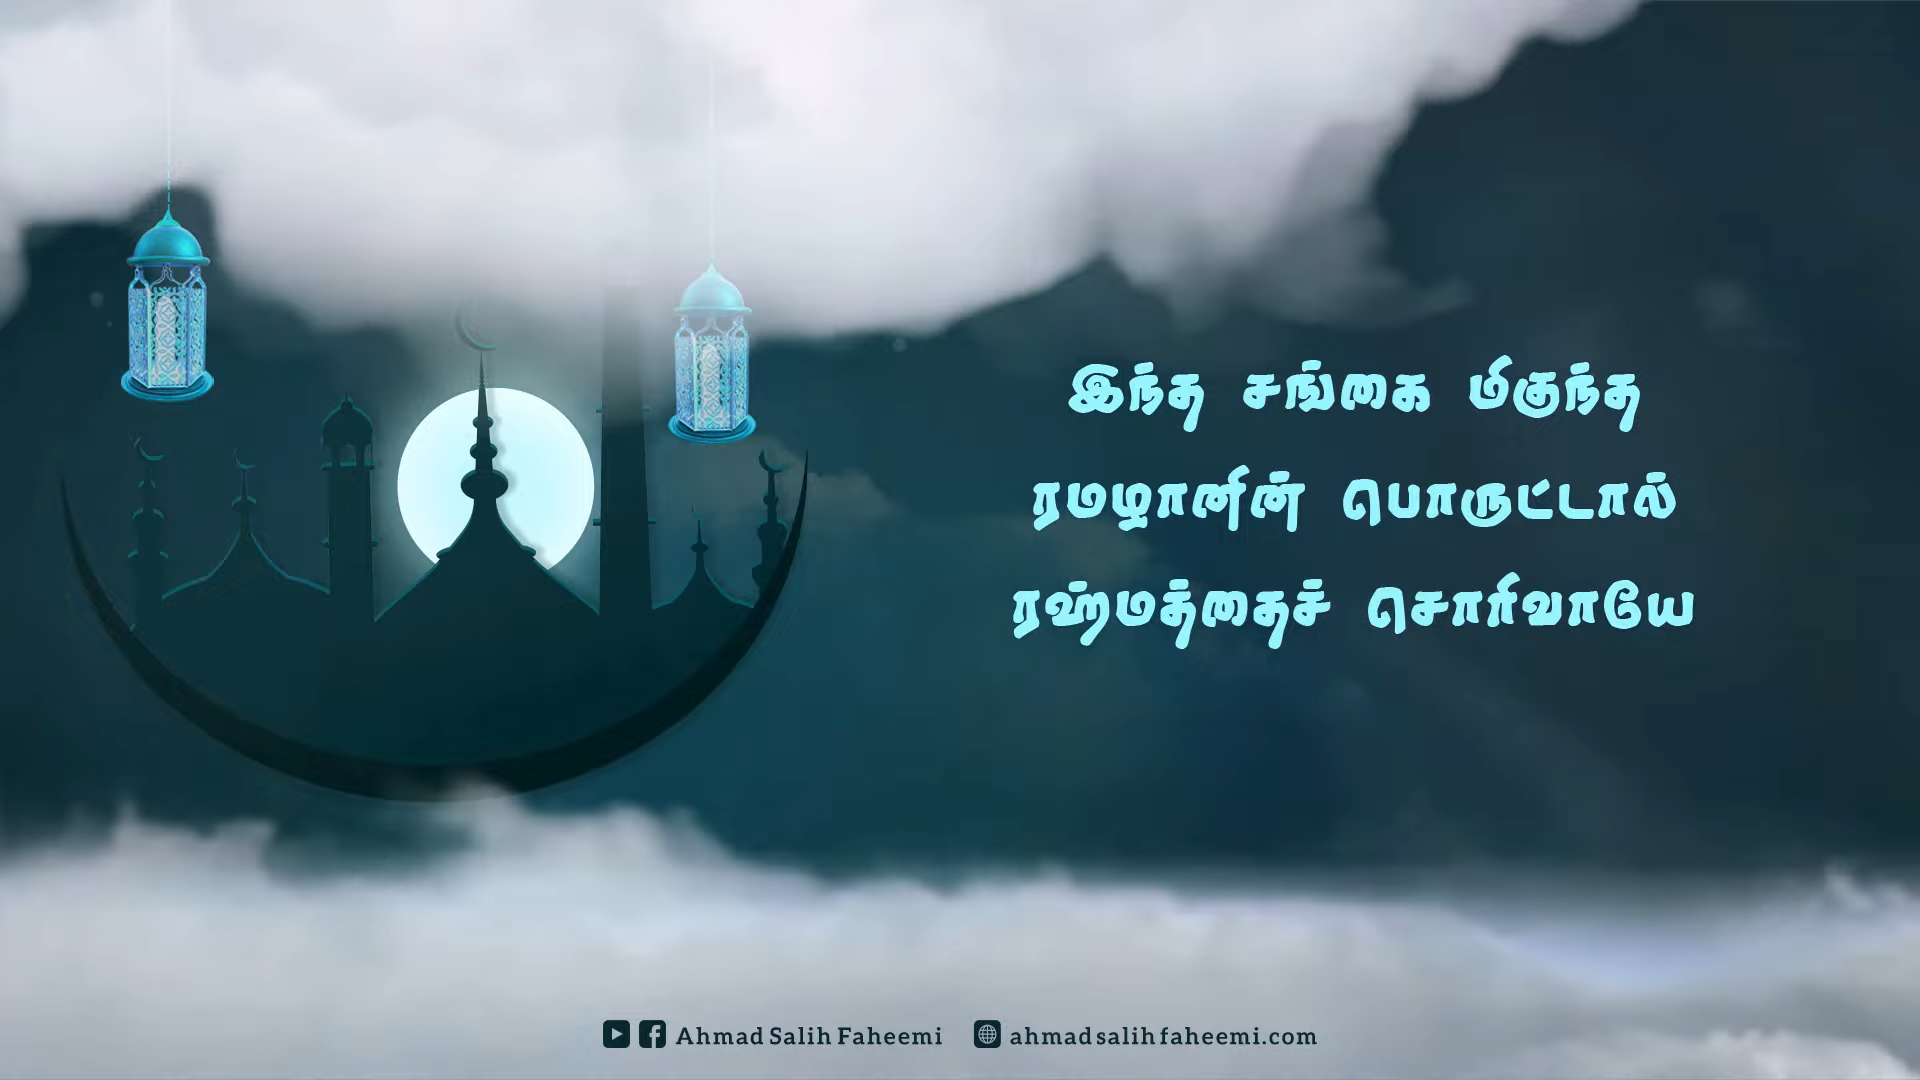 இந்த சங்கை மிகுந்த
ரமழானின் பொருட்டால்
ரஹ்மத்தைச் சொரிவாயே
Ahmad Salih Faheemi ahmadsalihfaheemi.com